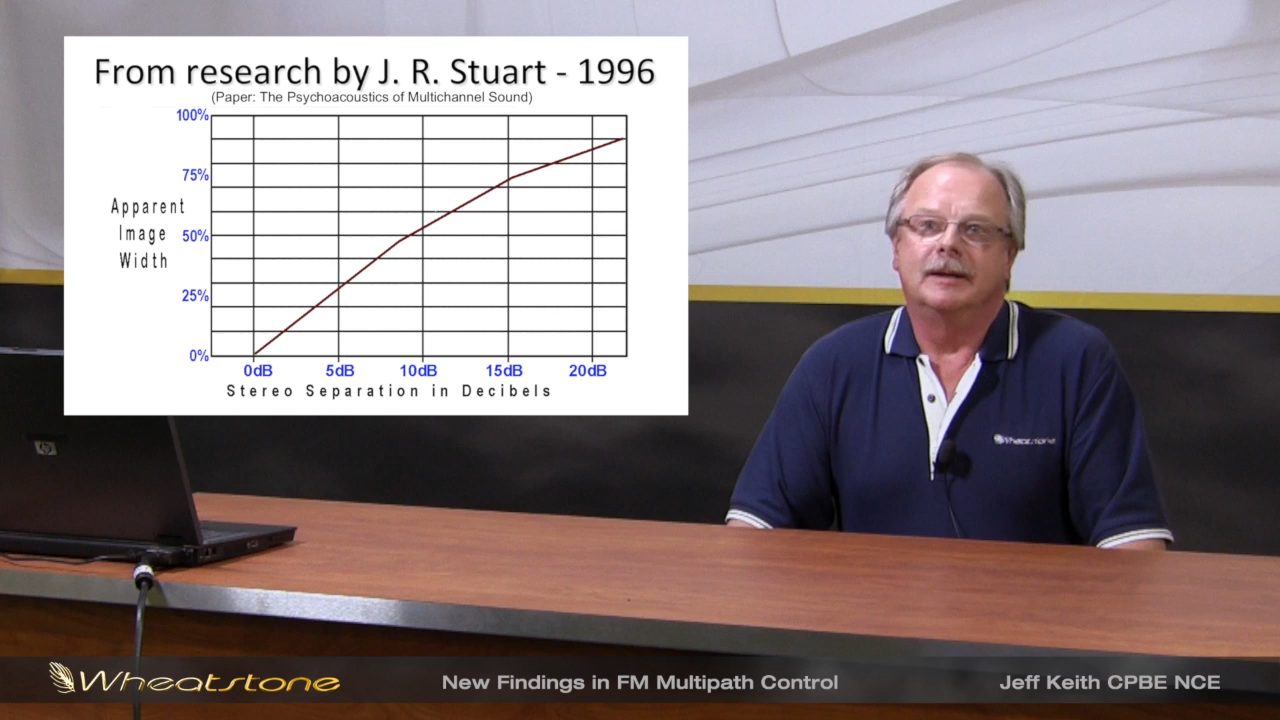 From research by J. R. Stuart - 1996
(Paper: The Psychoacoustics of Multichannel Sound)
100%
75%
50%
25%
0%
Apparent
Image
Width
0dB 5dB 10dB 15dB 20dB
Stereo Separation in Decibels
Wheatstone
hp
Wheatstone New Findings in FM Multipath Control Jeff Keith CPBE NCE